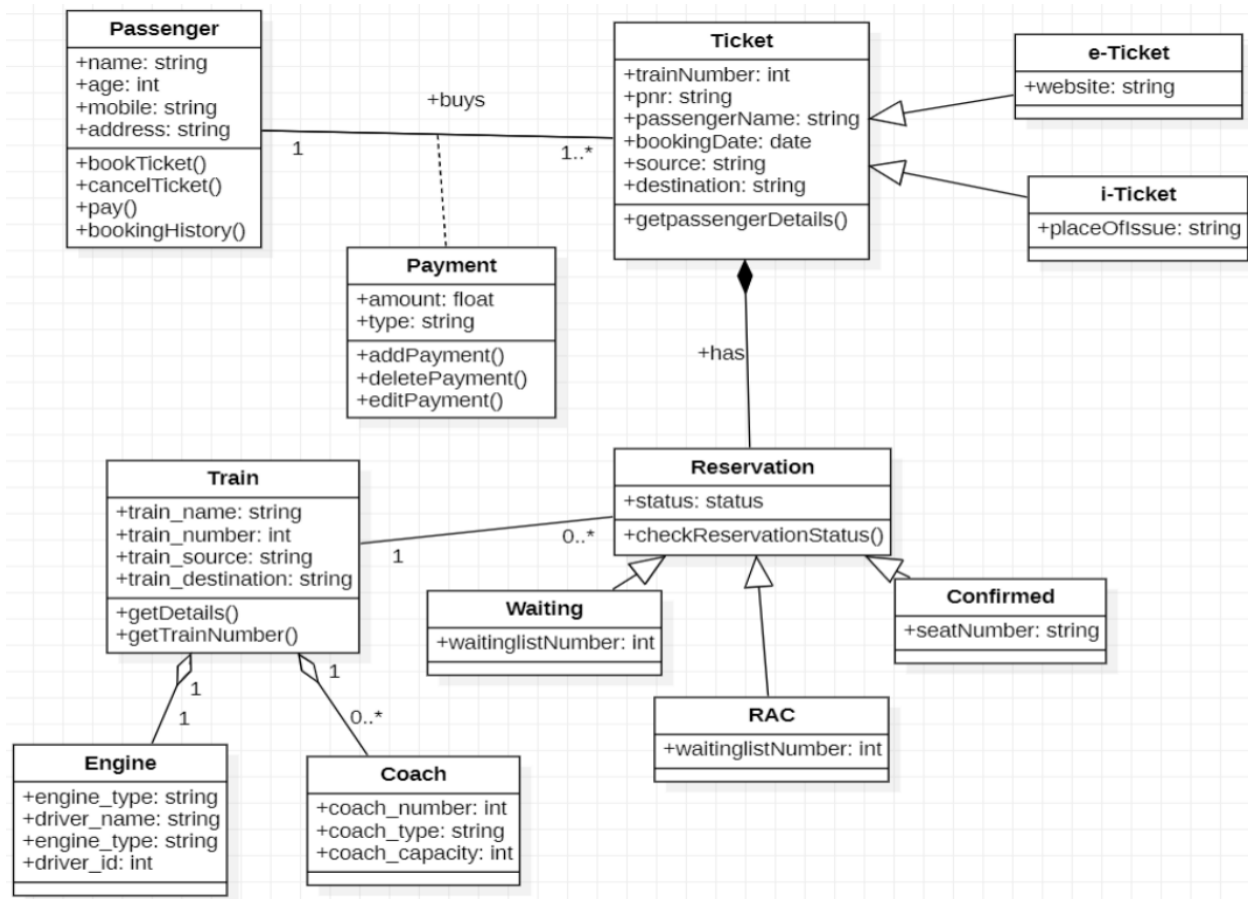 Passenger
+name: string
+age: int
+mobile: string
+address: string
+bookTicket()
+cancelTicket()
+pay()
+bookingHistory()
+buys
1
1..*
Ticket
+trainNumber: int
+pnr: string
+passengerName: string
+bookingDate: date
+source: string
+destination: string
+getpassengerDetails()
e-Ticket
+website: string
i-Ticket
+placeOfIssue: string
Payment
+amount: float
+type: string
+addPayment()
+deletePayment()
+editPayment()
+has
Train
+train_name: string
+train_number: int
+train_source: string
+train_destination: string
+getDetails()
+getTrainNumber()
1
0..*
Reservation
+status: status
+checkReservationStatus()
Waiting
+waitinglistNumber: int
Confirmed
+seatNumber: string
RAC
+waitinglistNumber: int
1
1
1
0..*
Engine
+engine_type: string
+driver_name: string
+engine_type: string
+driver_id: int
Coach
+coach_number: int
+coach_type: string
+coach_capacity: int